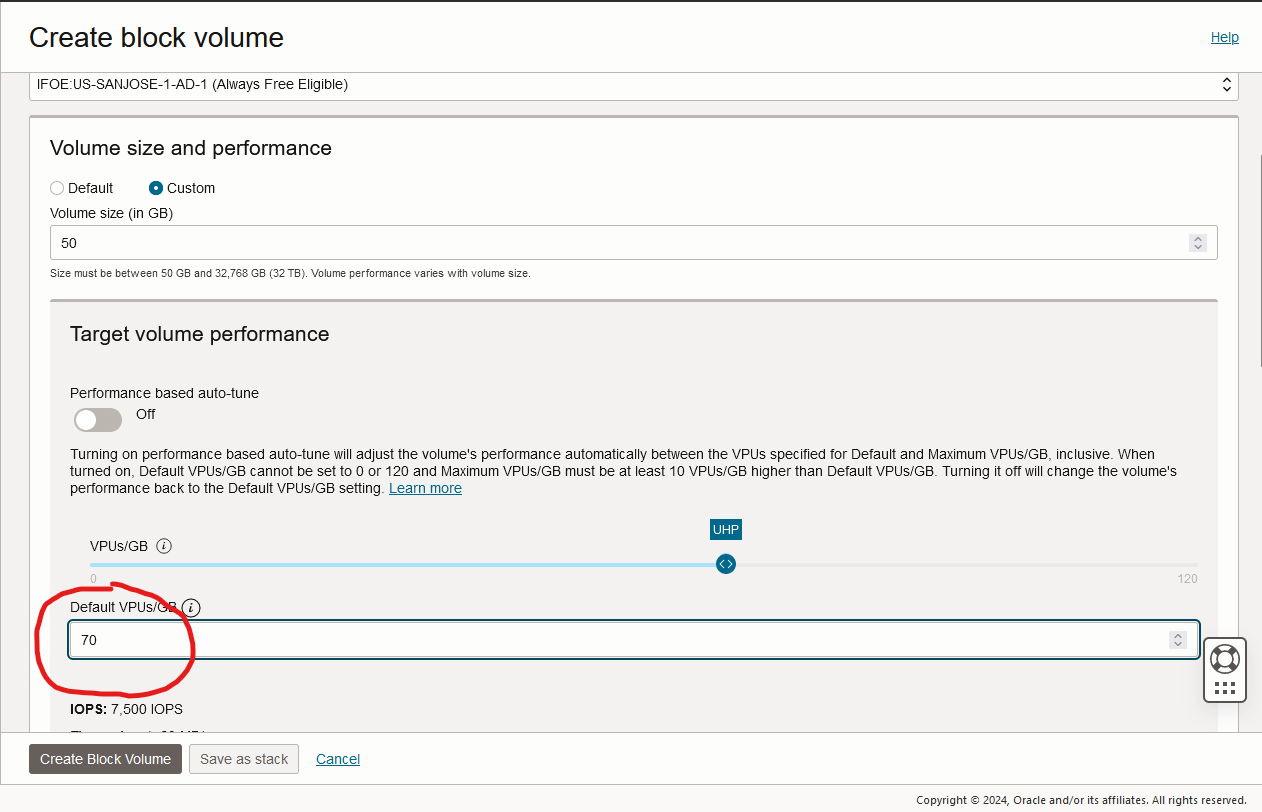 Create block volume
Help
IFOE:US-SANJOSE-1-AD-1 (Always Free Eligible)
Volume size and performance
Default Custom
Volume size (in GB)
50
Size must be between 50 GB and 32,768 GB (32 TB). Volume performance varies with volume size.
Target volume performance
Performance based auto-tune
Off
Turning on performance based auto-tune will adjust the volume's performance automatically between the VPUs specified for Default and Maximum VPUs/GB, inclusive. When
turned on, Default VPUs/GB cannot be set to 0 or 120 and Maximum VPUs/GB must be at least 10 VPUs/GB higher than Default VPUs/GB. Turning it off will change the volume's
performance back to the Default VPUs/GB setting. Learn more
UHP
VPUs/GB i
0 120
Default VPUs/GB i
70
IOPS: 7,500 IOPS
Create Block Volume Save as stack Cancel
Copyright © 2024, Oracle and/or its affiliates. All rights reserved.